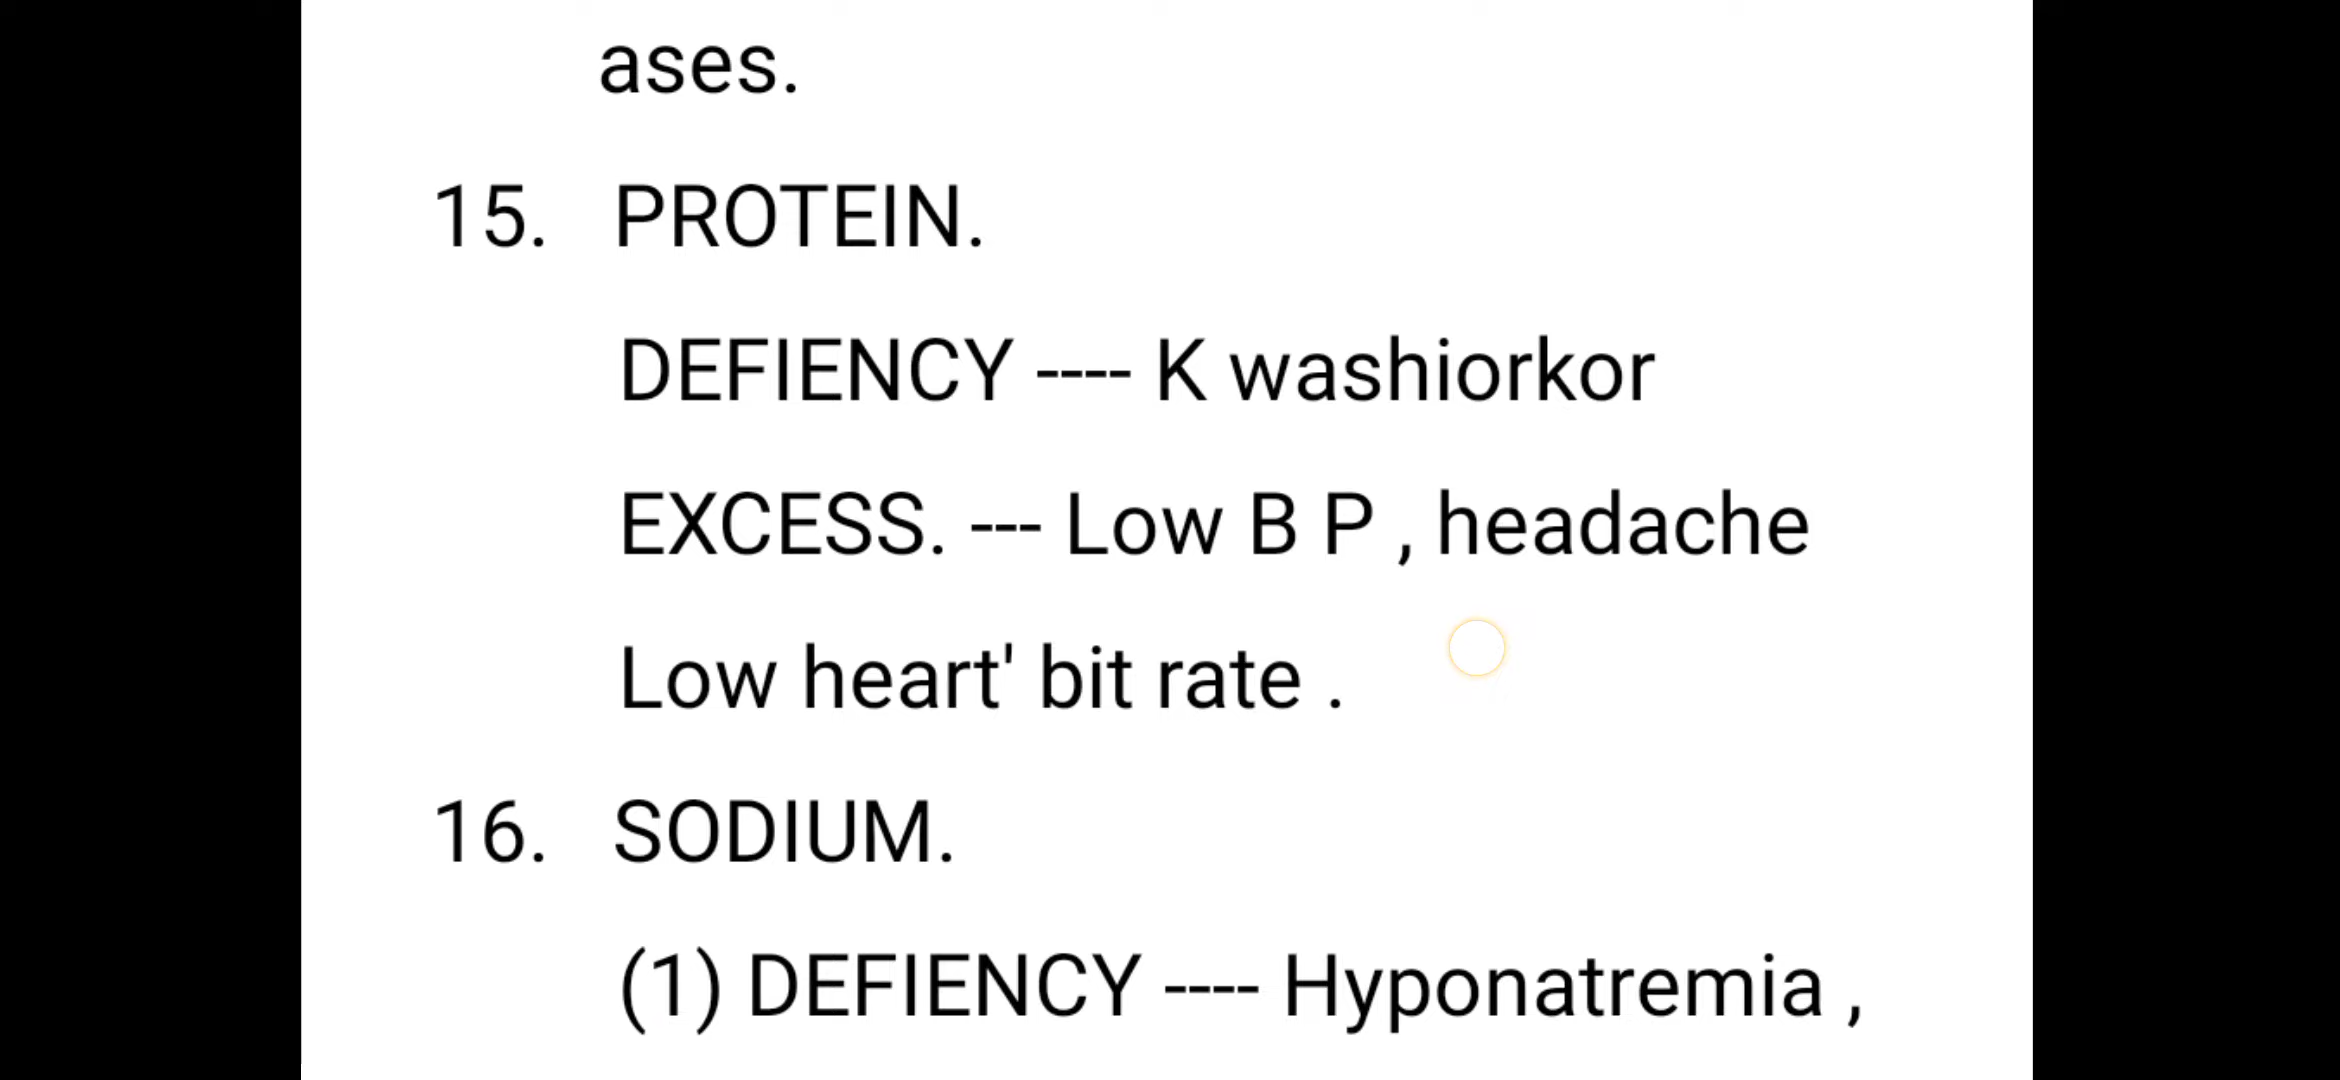 ases.
15. PROTEIN.
DEFIENCY ---- K washiorkor
EXCESS. --- Low B P , headache
Low heart' bit rate .
16. SODIUM.
(1) DEFIENCY ---- Hyponatremia ,